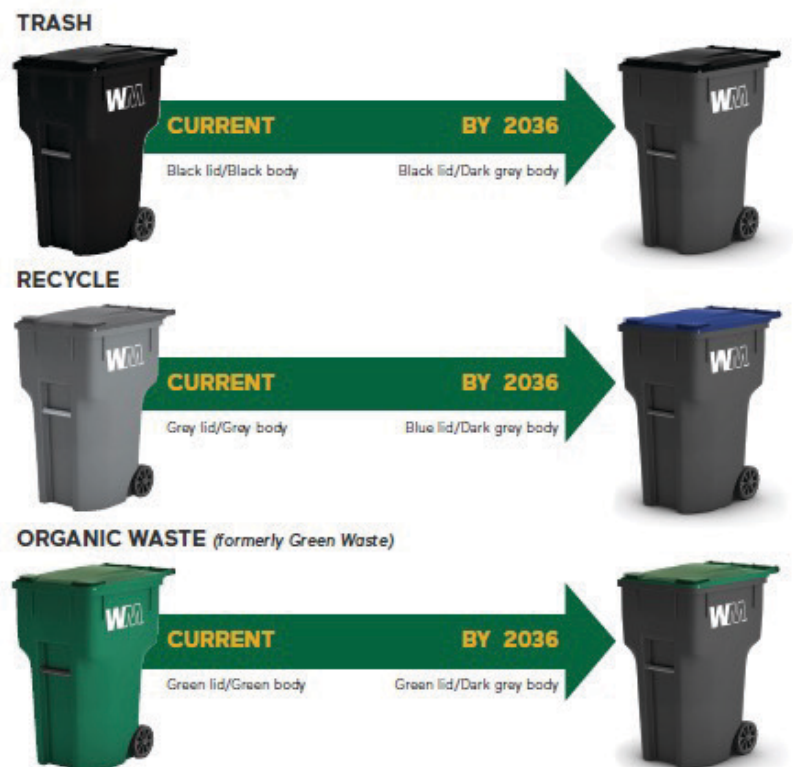 TRASH
WM
CURRENT BY 2036
WM
Black lid/Black body Black lid/Dark grey body
RECYCLE
WM
CURRENT BY 2036
WM
Grey lid/Grey body Blue lid/Dark grey body
ORGANIC WASTE (formerly Green Waste)
WM
CURRENT BY 2036
WM
Green lid/Green body Green lid/Dark grey body